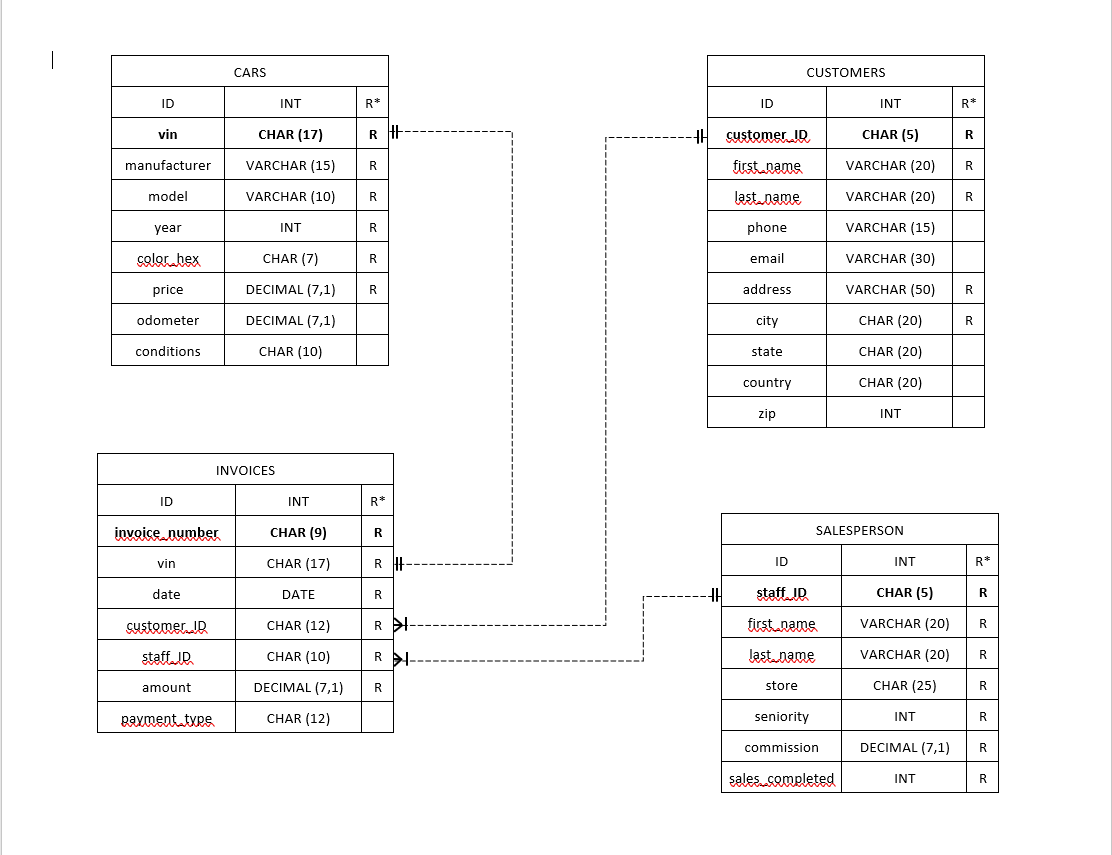 CARS
ID INT R*
vin CHAR (17) R
manufacturer VARCHAR (15) R
model VARCHAR (10) R
year INT R
color_hex CHAR (7) R
price DECIMAL (7,1) R
odometer DECIMAL (7,1)
conditions CHAR (10)
CUSTOMERS
ID INT R*
customer_ID CHAR (5) R
first_name VARCHAR (20) R
last_name VARCHAR (20) R
phone VARCHAR (15)
email VARCHAR (30)
address VARCHAR (50) R
city CHAR (20) R
state CHAR (20)
country CHAR (20)
zip INT
INVOICES
ID INT R*
invoice_number CHAR (9) R
vin CHAR (17) R
date DATE R
customer_ID CHAR (12) R
staff_ID CHAR (10) R
amount DECIMAL (7,1) R
payment_type CHAR (12)
SALESPERSON
ID INT R*
staff_ID CHAR (5) R
first_name VARCHAR (20) R
last_name VARCHAR (20) R
store CHAR (25) R
seniority INT R
commission DECIMAL (7,1) R
sales_completed INT R